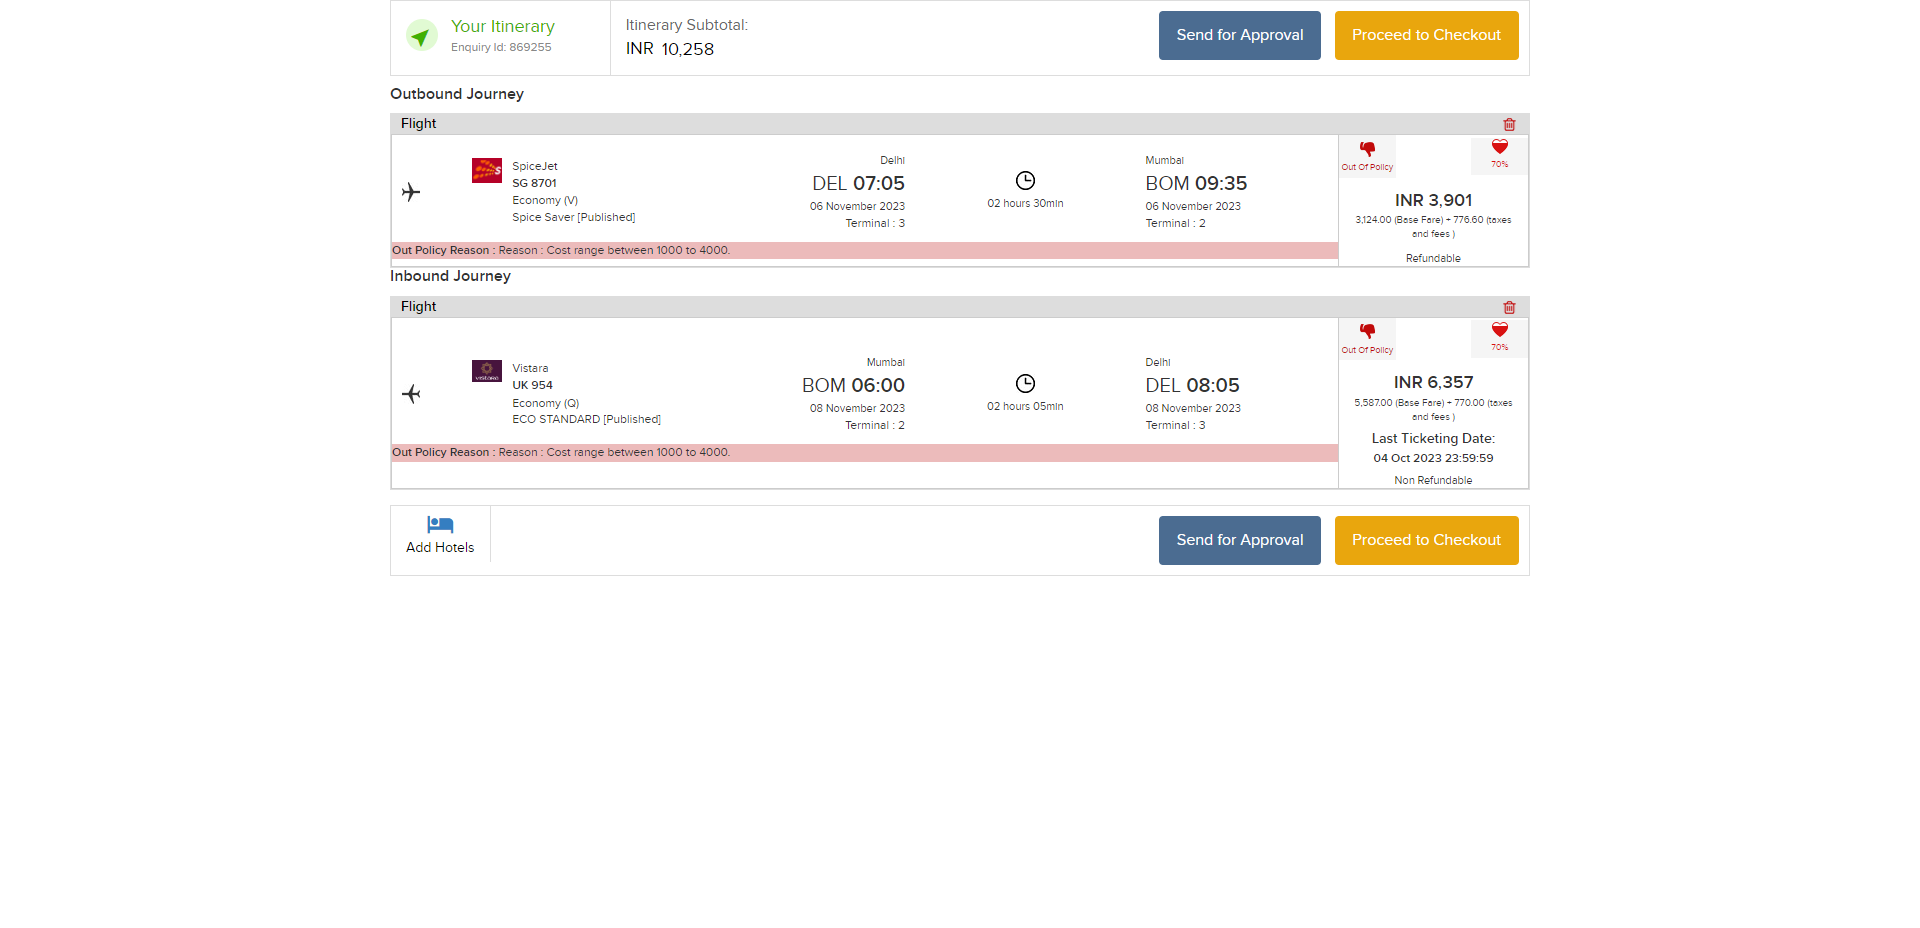 Your Itinerary
Enquiry Id: 869255
Itinerary Subtotal:
INR 10,258
Send for Approval
Proceed to Checkout
Outbound Journey
Flight
SpiceJet
SG 8701
Economy (V)
Spice Saver [Published]
Delhi
DEL 07:05
06 November 2023
Terminal : 3
02 hours 30min
Mumbai
BOM 09:35
06 November 2023
Terminal : 2
Out Of Policy
70%
INR 3,901
3,124.00 (Base Fare) + 776.60 (taxes
and fees )
Refundable
Out Policy Reason : Reason : Cost range between 1000 to 4000.
Inbound Journey
Flight
vistara
Vistara
UK 954
Economy (Q)
ECO STANDARD [Published]
Mumbai
BOM 06:00
08 November 2023
Terminal : 2
02 hours 05min
Delhi
DEL 08:05
08 November 2023
Terminal : 3
Out Of Policy
70%
INR 6,357
5,587.00 (Base Fare) + 770.00 (taxes
and fees )
Last Ticketing Date:
04 Oct 2023 23:59:59
Non Refundable
Out Policy Reason : Reason : Cost range between 1000 to 4000.
Add Hotels
Send for Approval
Proceed to Checkout